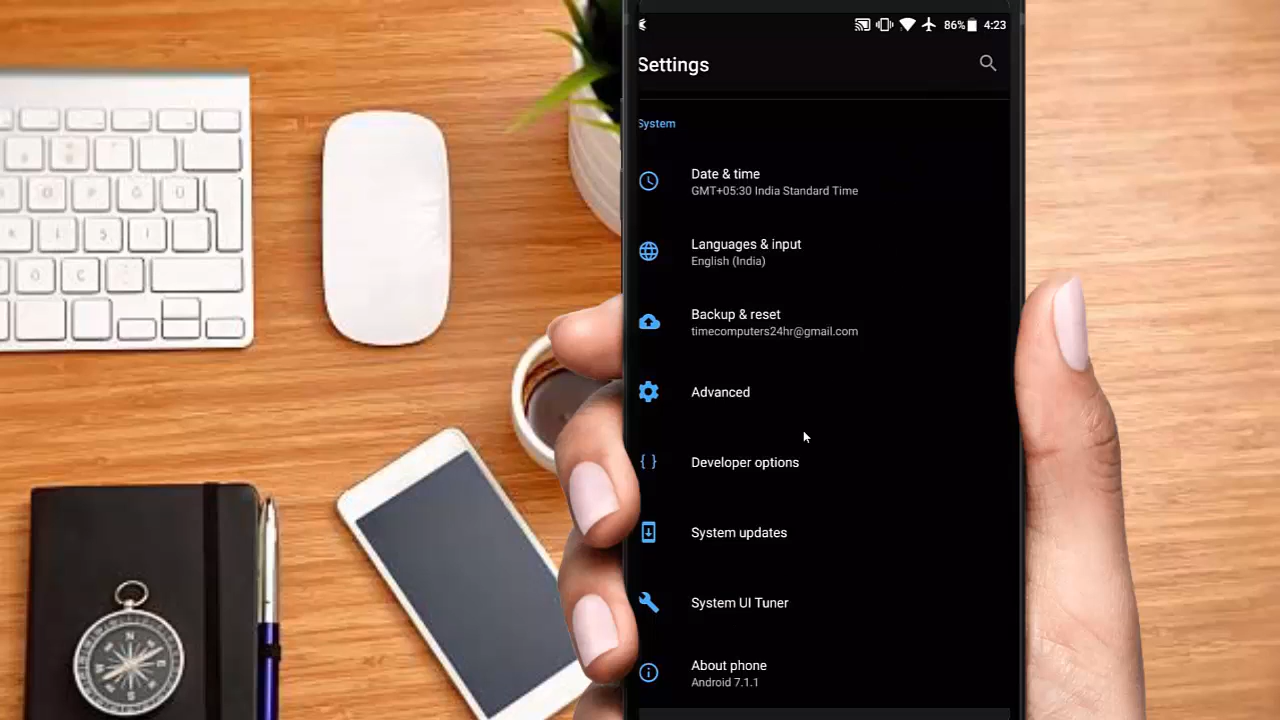 86% 4:23
Settings
System
Date & time
GMT+05:30 India Standard Time
Languages & input
English (India)
Backup & reset
timecomputers24hr@gmail.com
Advanced
Developer options
System updates
System UI Tuner
About phone
Android 7.1.1
N
E
S